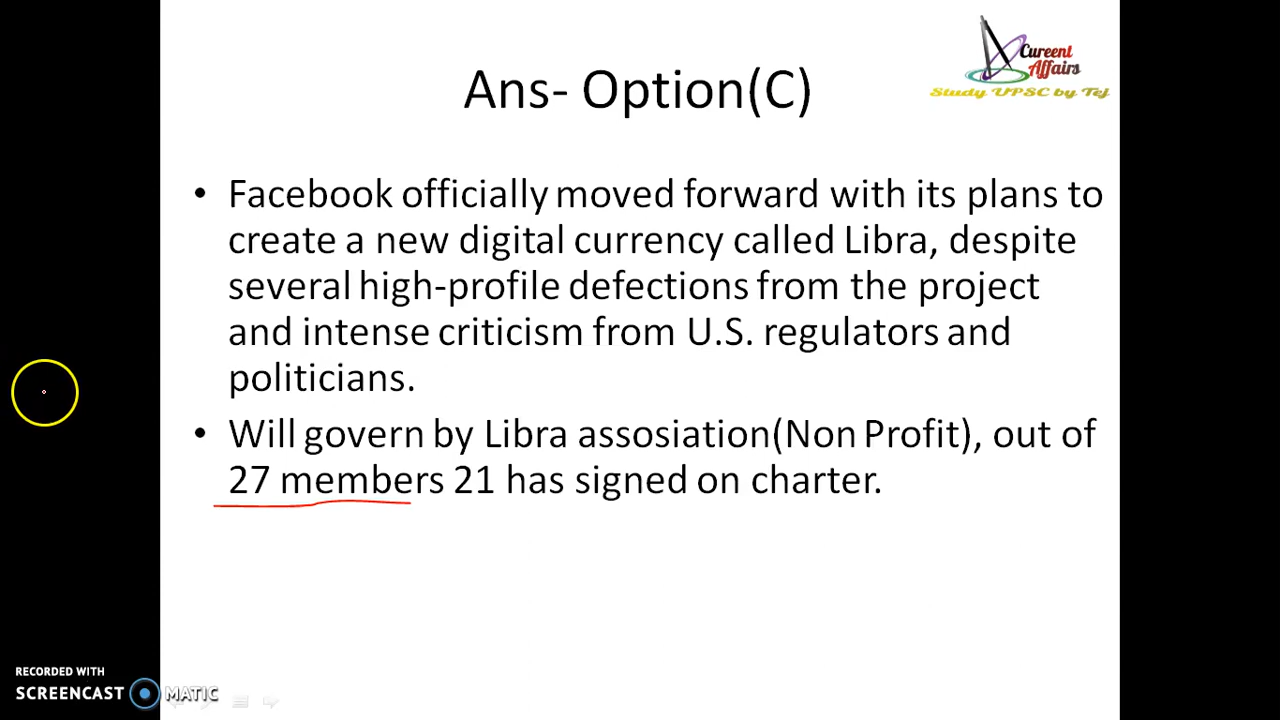 Cureent
Affairs
Study UPSC by Tej
Ans- Option(C)
• Facebook officially moved forward with its plans to
create a new digital currency called Libra, despite
several high-profile defections from the project
and intense criticism from U.S. regulators and
politicians.
• Will govern by Libra assosiation(Non Profit), out of
27 members 21 has signed on charter.
RECORDED WITH
SCREENCAST MATIC